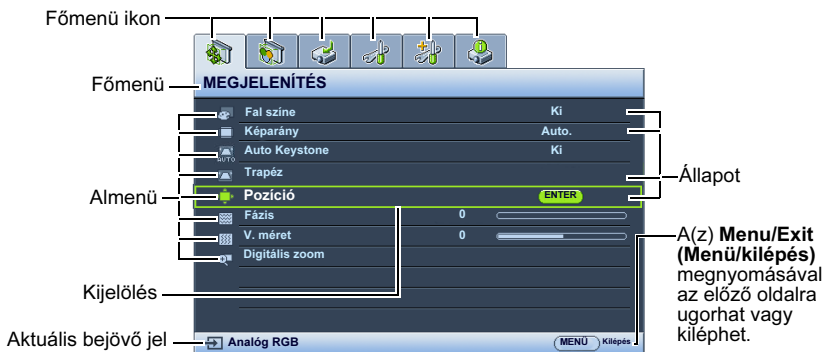 Főmenü ikon
Főmenü
MEGJELENÍTÉS
Fal színe Ki
Képarány Auto.
AUTO
Auto Keystone Ki
Trapéz
Állapot
Almenü
Pozíció ENTER
Fázis 0
V. méret 0
Digitális zoom
A(z) Menu/Exit
(Menü/kilépés)
megnyomásával
az előző oldalra
ugorhat vagy
kiléphet.
Kijelölés
Aktuális bejövő jel
Analóg RGB
MENÜ Kilépés